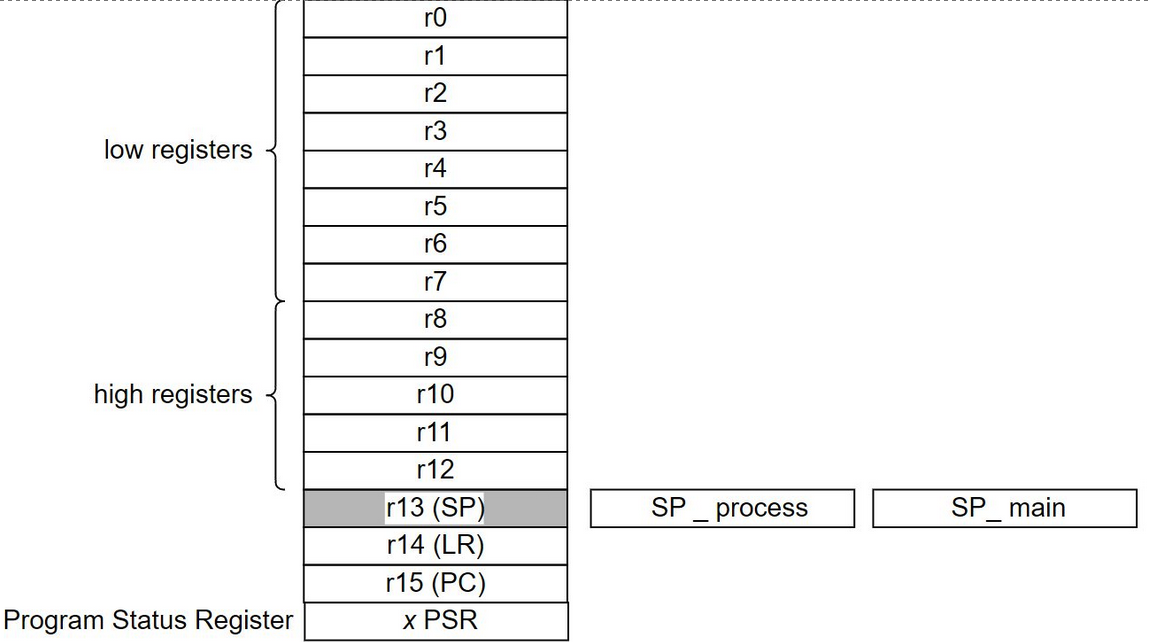 r0
r1
r2
r3
low registers
r4
r5
r6
r7
r8
r9
high registers
r10
r11
r12
r13 (SP)
SP _ process
SP_ main
r14 (LR)
r15 (PC)
Program Status Register
x PSR